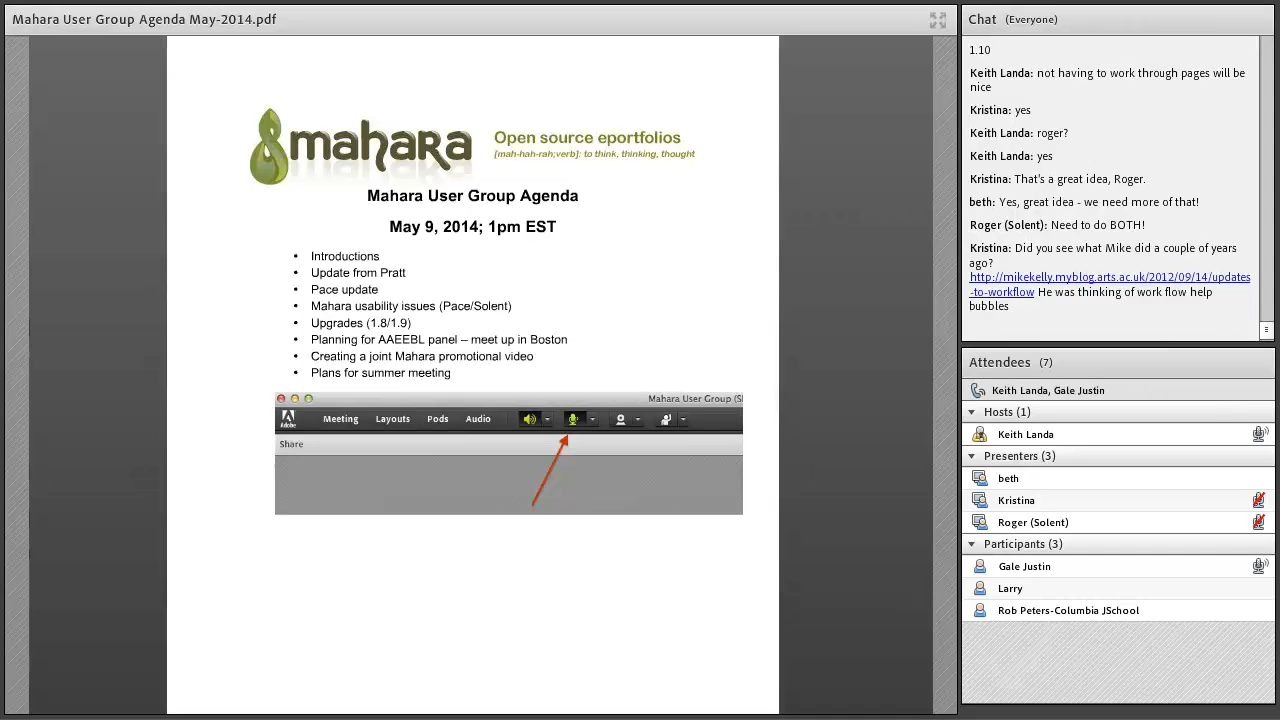 Mahara User Group Agenda May-2014.pdf
mahara
Open source eportfolios
[mah-hah-rah;verb]: to think, thinking, thought
Mahara User Group Agenda
May 9, 2014; 1pm EST
• Introductions
• Update from Pratt
• Pace update
• Mahara usability issues (Pace/Solent)
• Upgrades (1.8/1.9)
• Planning for AAEEBL panel – meet up in Boston
• Creating a joint Mahara promotional video
• Plans for summer meeting
Mahara User Group (S
Adobe
Meeting Layouts Pods Audio
Share
Chat (Everyone)
1.10
Keith Landa: not having to work through pages will be
nice
Kristina: yes
Keith Landa: roger?
Keith Landa: yes
Kristina: That's a great idea, Roger.
beth: Yes, great idea - we need more of that!
Roger (Solent): Need to do BOTH!
Kristina: Did you see what Mike did a couple of years
ago?
http://mikekelly.myblog.arts.ac.uk/2012/09/14/updates
-to-workflow He was thinking of work flow help
bubbles
Attendees (7)
Keith Landa, Gale Justin
Hosts (1)
Keith Landa
Presenters (3)
beth
Kristina
Roger (Solent)
Participants (3)
Gale Justin
Larry
Rob Peters-Columbia JSchool